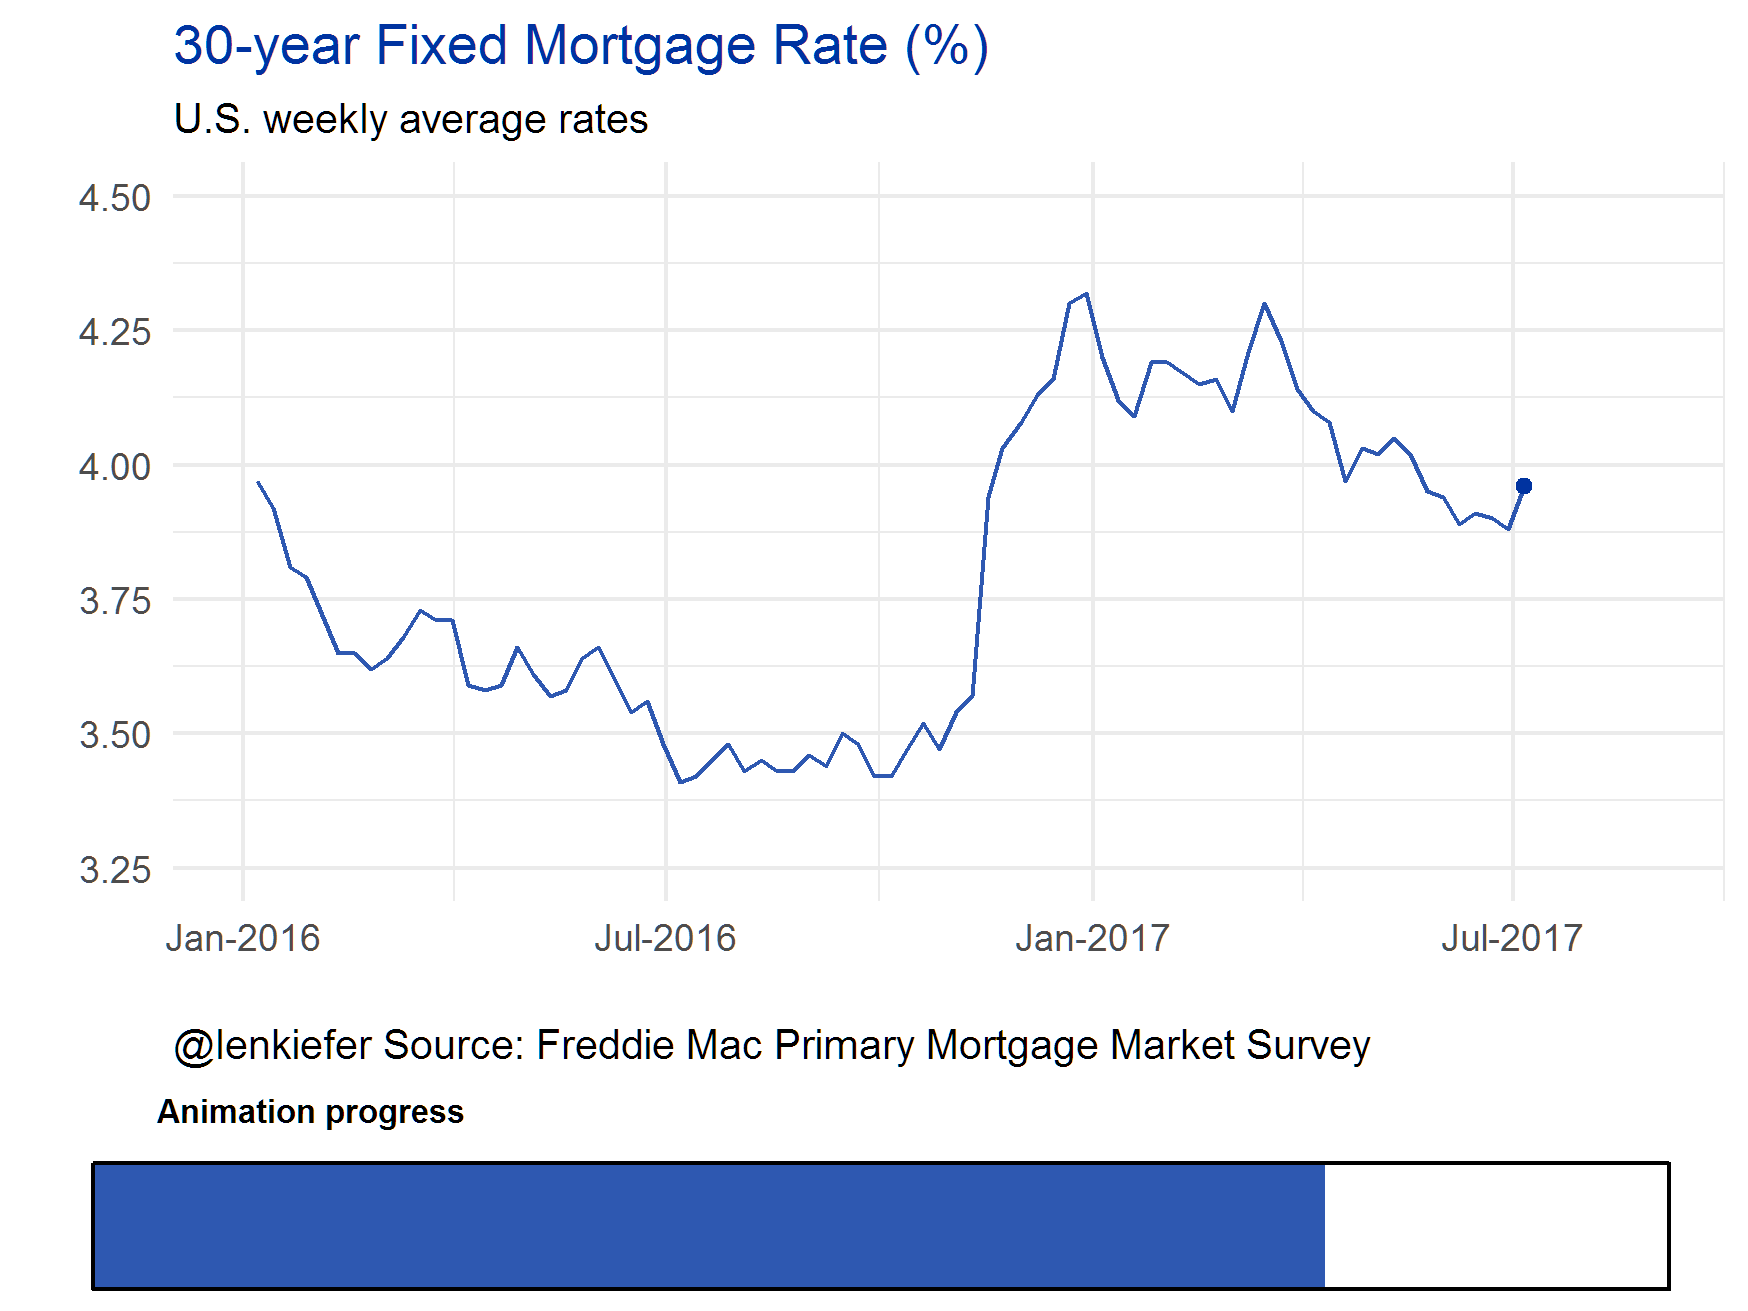 30-year Fixed Mortgage Rate (%)
U.S. weekly average rates
4.50
4.25
4.00
3.75
3.50
3.25
Jan-2016 Jul-2016 Jan-2017 Jul-2017
@lenkiefer Source: Freddie Mac Primary Mortgage Market Survey
Animation progress